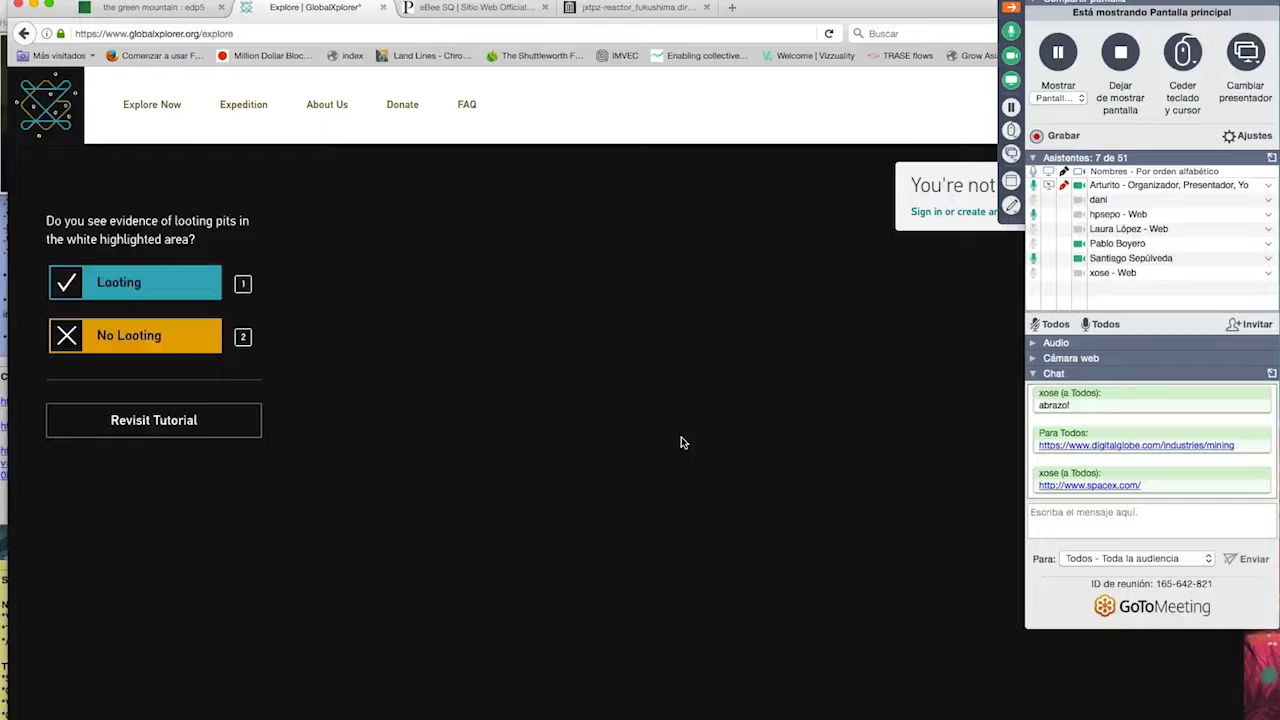 the green mountain : edp5
Explore | GlobalXplorer°
eBee SQ | Sitio Web Official...
jxtpz-reactor_fukushima dir...
https://www.globalxplorer.org/explore
Buscar
Más visitados
Comenzar a usar F...
Million Dollar Bloc...
index
Land Lines - Chro...
The Shuttleworth F...
IMVEC
Enabling collective...
Welcome | Vizzuality
TRASE flows
Grow As
Explore Now
Expedition
About Us
Donate
FAQ
Do you see evidence of looting pits in
the white highlighted area?
Looting
1
No Looting
2
Revisit Tutorial
You're not
Sign in or create an
Compartir pantalla
Está mostrando Pantalla principal
Mostrar
Pantall...
Dejar
de mostrar
pantalla
Ceder
teclado
y cursor
Cambiar
presentador
Grabar
Ajustes
Asistentes: 7 de 51
Nombres - Por orden alfabético
Arturito - Organizador, Presentador, Yo
dani
hpsepo - Web
Laura López - Web
Pablo Boyero
Santiago Sepúlveda
xose - Web
Todos
Todos
Invitar
Audio
Cámara web
Chat
xose (a Todos):
abrazo!
Para Todos:
https://www.digitalglobe.com/industries/mining
xose (a Todos):
http://www.spacex.com/
Escriba el mensaje aquí.
Para:
Todos - Toda la audiencia
Enviar
ID de reunión: 165-642-821
GoToMeeting